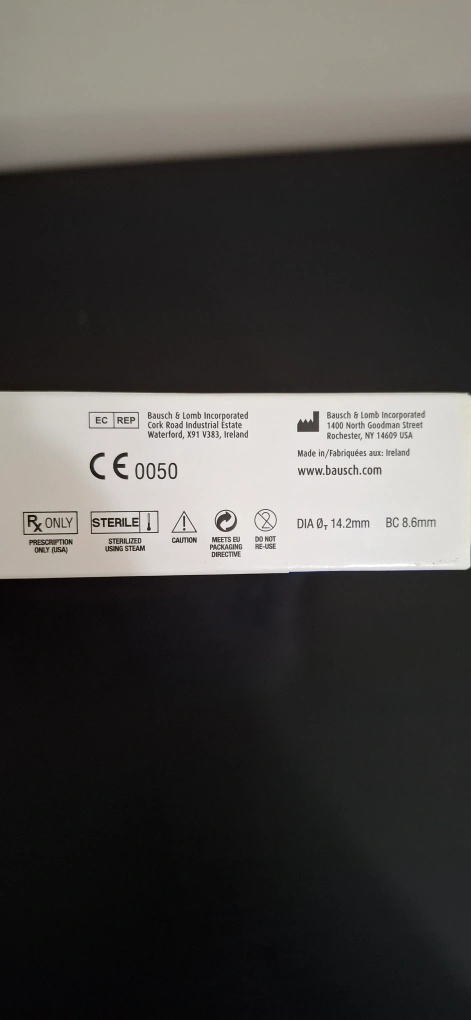 EC REP
Bausch & Lomb Incorporated
Cork Road Industrial Estate
Waterford, X91 V383, Ireland
CE 0050
Bausch & Lomb Incorporated
1400 North Goodman Street
Rochester, NY 14609 USA
Made in/Fabriquées aux: Ireland
www.bausch.com
Rx ONLY
PRESCRIPTION
ONLY (USA)
STERILE
STERILIZED
USING STEAM
CAUTION
MEETS EU
PACKAGING
DIRECTIVE
2
DO NOT
RE-USE
DIA ØT 14.2mm BC 8.6mm